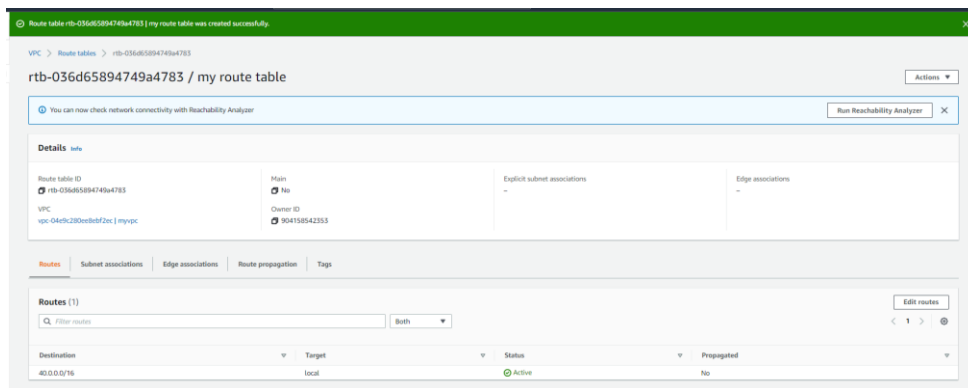 Route table rtb-036d65894749a4783 | my route table was created successfully.
VPC > Route tables > rtb-036d65894749a4783
rtb-036d65894749a4783 / my route table
Actions
You can now check network connectivity with Reachability Analyzer
Run Reachability Analyzer
Details Info
Route table ID
rtb-036d65894749a4783
Main
No
Explicit subnet associations
–
Edge associations
–
VPC
vpc-04e9c280ee8ebf2ec | myvpc
Owner ID
904158542353
Routes Subnet associations Edge associations Route propagation Tags
Routes (1)
Edit routes
Filter routes
Both
< 1 >
Destination Target Status Propagated
40.0.0.0/16 local Active No